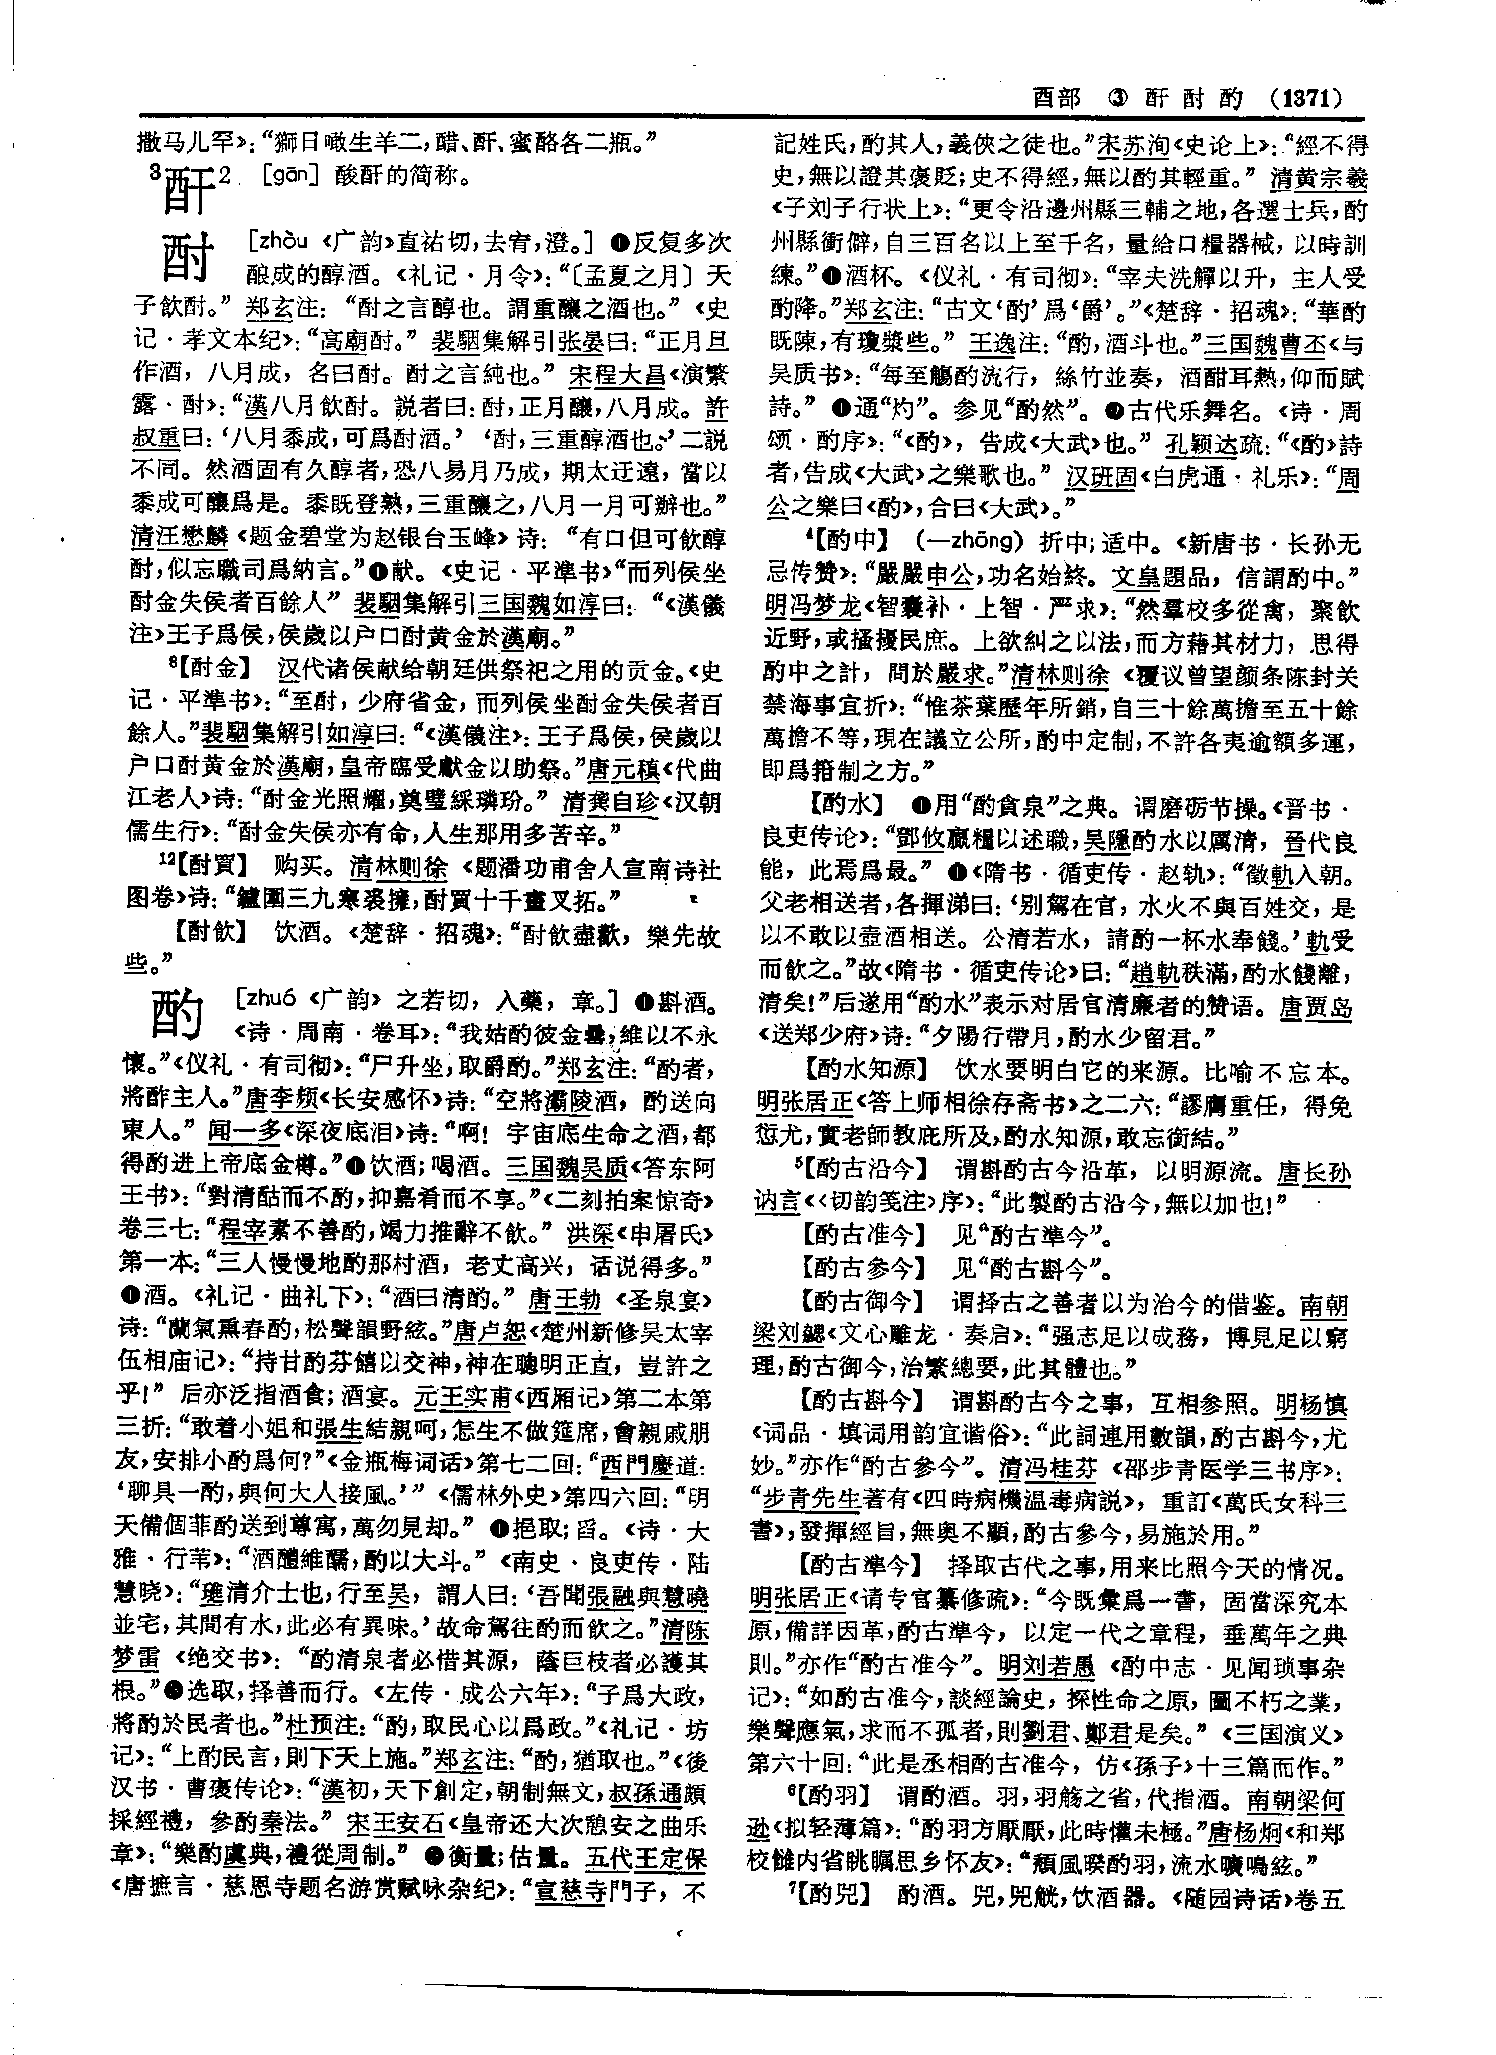 酉部 ③ 酐酎酌 (1371)
撒马儿罕》：“獅日噉生羊二，醋、酐、蜜酪各二瓶。”
³酐2 [gān] 酸酐的简称。
酎 [zhòu《广韵》直祐切，去宥，澄。] ❶反复多次
酿成的醇酒。《礼记·月令》：“〔孟夏之月〕天
子飲酎。” 郑玄注：“酎之言醇也。謂重釀之酒也。”《史
记·孝文本纪》：“高廟酎。” 裴駰集解引张晏曰：“正月旦
作酒，八月成，名曰酎。酎之言純也。” 宋程大昌《演繁
露·酎》：“漢八月飲酎。説者曰：酎，正月釀，八月成。許
叔重曰：‘八月黍成，可爲酎酒。’ ‘酎，三重醇酒也。’二説
不同。然酒固有久醇者，恐八易月乃成，期太迂遠，當以
黍成可釀爲是。黍既登熟，三重釀之，八月一月可辦也。”
清汪懋麟《题金碧堂为赵银台玉峰》诗：“有口但可飲醇
酎，似忘職司爲納言。”❶献。《史记·平準书》“而列侯坐
酎金失侯者百餘人” 裴駰集解引三国魏如淳曰：“《漢儀
注》王子爲侯，侯歲以户口酎黄金於漢廟。”
⁸【酎金】 汉代诸侯献给朝廷供祭祀之用的贡金。《史
记·平準书》：“至酎，少府省金，而列侯坐酎金失侯者百
餘人。”裴駰集解引如淳曰：“《漢儀注》：王子爲侯，侯歲以
户口酎黄金於漢廟，皇帝臨受獻金以助祭。”唐元稹《代曲
江老人》诗：“酎金光照耀，奠璧綵璘玢。” 清龚自珍《汉朝
儒生行》：“酎金失侯亦有命，人生那用多苦辛。”
¹²【酎買】 购买。清林则徐《题潘功甫舍人宣南诗社
图卷》诗：“鑪圍三九寒裘擁，酎買十千畫叉拓。”
【酎飲】 饮酒。《楚辞·招魂》：“酎飲盡歡，樂先故
些。”
酌 [zhuó《广韵》之若切，入藥，章。] ❶斟酒。
《诗·周南·卷耳》：“我姑酌彼金罍，維以不永
懷。”《仪礼·有司彻》：“尸升坐，取爵酌。”郑玄注：“酌者，
將酢主人。”唐李频《长安感怀》诗：“空將灞陵酒，酌送向
東人。” 闻一多《深夜底泪》诗：“啊！宇宙底生命之酒，都
得酌进上帝底金樽。”❶饮酒；喝酒。三国魏吴质《答东阿
王书》：“對清酤而不酌，抑嘉肴而不享。”《二刻拍案惊奇》
卷三七：“程宰素不善酌，竭力推辭不飲。” 洪深《申屠氏》
第一本：“三人慢慢地酌那村酒，老丈高兴，话说得多。”
❶酒。《礼记·曲礼下》：“酒曰清酌。” 唐王勃《圣泉宴》
诗：“蘭氣熏春酌，松聲韻野絃。”唐卢恕《楚州新修吴太宰
伍相庙记》：“持甘酌芬饎以交神，神在聰明正直，豈許之
乎！” 后亦泛指酒食；酒宴。元王实甫《西厢记》第二本第
三折：“敢着小姐和張生結親呵，怎生不做筵席，會親戚朋
友，安排小酌爲何？”《金瓶梅词话》第七二回：“西門慶道：
‘聊具一酌，與何大人接風。’”《儒林外史》第四六回：“明
天備個菲酌送到尊寓，萬勿見却。” ❶挹取；舀。《诗·大
雅·行苇》：“酒醴維醹，酌以大斗。”《南史·良吏传·陆
慧晓》：“璡清介士也，行至吴，謂人曰：‘吾聞張融與慧曉
並宅，其間有水，此必有異味。’故命駕往酌而飲之。”清陈
梦雷《绝交书》：“酌清泉者必借其源，蔭巨枝者必護其
根。”❶选取，择善而行。《左传·成公六年》：“子爲大政，
將酌於民者也。”杜预注：“酌，取民心以爲政。”《礼记·坊
记》：“上酌民言，則下天上施。”郑玄注：“酌，猶取也。”《後
汉书·曹褒传论》：“漢初，天下創定，朝制無文，叔孫通頗
採經禮，參酌秦法。” 宋王安石《皇帝还大次憩安之曲乐
章》：“樂酌虞典，禮從周制。” ❶衡量；估量。五代王定保
《唐摭言·慈恩寺题名游赏赋咏杂纪》：“宣慈寺門子，不
記姓氏，酌其人，義俠之徒也。”宋苏洵《史论上》：“經不得
史，無以證其褒貶；史不得經，無以酌其輕重。” 清黄宗羲
《子刘子行状上》：“更令沿邊州縣三輔之地，各選士兵，酌
州縣衝僻，自三百名以上至千名，量給口糧器械，以時訓
練。”❶酒杯。《仪礼·有司彻》：“宰夫洗觶以升，主人受
酌降。”郑玄注：“古文‘酌’爲‘爵’。”《楚辞·招魂》：“華酌
既陳，有瓊漿些。” 王逸注：“酌，酒斗也。”三国魏曹丕《与
吴质书》：“每至觴酌流行，絲竹並奏，酒酣耳熱，仰而賦
詩。” ❶通“灼”。参见“酌然”。❷古代乐舞名。《诗·周
颂·酌序》：“《酌》，告成《大武》也。” 孔颖达疏：“《酌》詩
者，告成《大武》之樂歌也。” 汉班固《白虎通·礼乐》：“周
公之樂曰《酌》，合曰《大武》。”
⁴【酌中】（—zhōng）折中；适中。《新唐书·长孙无
忌传赞》：“嚴嚴申公，功名始終。文皇題品，信謂酌中。”
明冯梦龙《智囊补·上智·严求》：“然羣校多從禽，聚飲
近野，或搔擾民庶。上欲糾之以法，而方藉其材力，思得
酌中之計，問於嚴求。”清林则徐《覆议曾望颜条陈封关
禁海事宜折》：“惟茶葉歷年所銷，自三十餘萬擔至五十餘
萬擔不等，現在議立公所，酌中定制，不許各夷逾額多運，
即爲箝制之方。”
【酌水】 ❶用“酌貪泉”之典。谓磨砺节操。《晋书·
良吏传论》：“鄧攸嬴糧以述職，吴隱酌水以厲清，晉代良
能，此焉爲最。” ❶《隋书·循吏传·赵轨》：“徵軌入朝。
父老相送者，各揮涕曰：‘别駕在官，水火不與百姓交，是
以不敢以壺酒相送。公清若水，請酌一杯水奉餞。’軌受
而飲之。”故《隋书·循吏传论》曰：“趙軌秩滿，酌水餞離，
清矣！”后遂用“酌水”表示对居官清廉者的赞语。唐贾岛
《送郑少府》诗：“夕陽行帶月，酌水少留君。”
【酌水知源】 饮水要明白它的来源。比喻不忘本。
明张居正《答上师相徐存斋书》之二六：“謬膺重任，得免
愆尤，實老師教庇所及，酌水知源，敢忘銜結。”
⁵【酌古沿今】 谓斟酌古今沿革，以明源流。唐长孙
讷言《〈切韵笺注〉序》：“此製酌古沿今，無以加也！”
【酌古准今】 见“酌古準今”。
【酌古参今】 见“酌古斟今”。
【酌古御今】 谓择古之善者以为治今的借鉴。南朝
梁刘勰《文心雕龙·奏启》：“强志足以成務，博見足以窮
理，酌古御今，治繁總要，此其體也。”
【酌古斟今】 谓斟酌古今之事，互相参照。明杨慎
《词品·填词用韵宜谐俗》：“此詞連用數韻，酌古斟今，尤
妙。”亦作“酌古參今”。清冯桂芬《邵步青医学三书序》：
“步青先生著有《四時病機温毒病説》，重訂《萬氏女科三
書》，發揮經旨，無奥不顯，酌古參今，易施於用。”
【酌古準今】 择取古代之事，用来比照今天的情况。
明张居正《请专官纂修疏》：“今既彙爲一書，固當深究本
原，備詳因革，酌古準今，以定一代之章程，垂萬年之典
則。”亦作“酌古准今”。明刘若愚《酌中志·见闻琐事杂
记》：“如酌古准今，談經論史，探性命之原，圖不朽之業，
樂聲應氣，求而不孤者，則劉君、鄭君是矣。”《三国演义》
第六十回：“此是丞相酌古准今，仿《孫子》十三篇而作。”
⁶【酌羽】 谓酌酒。羽，羽觞之省，代指酒。南朝梁何
逊《拟轻薄篇》：“酌羽方厭厭，此時懽未極。”唐杨炯《和郑
校雠内省眺瞩思乡怀友》：“頹風睽酌羽，流水曠鳴絃。”
⁷【酌兕】 酌酒。兕，兕觥，饮酒器。《随园诗话》卷五